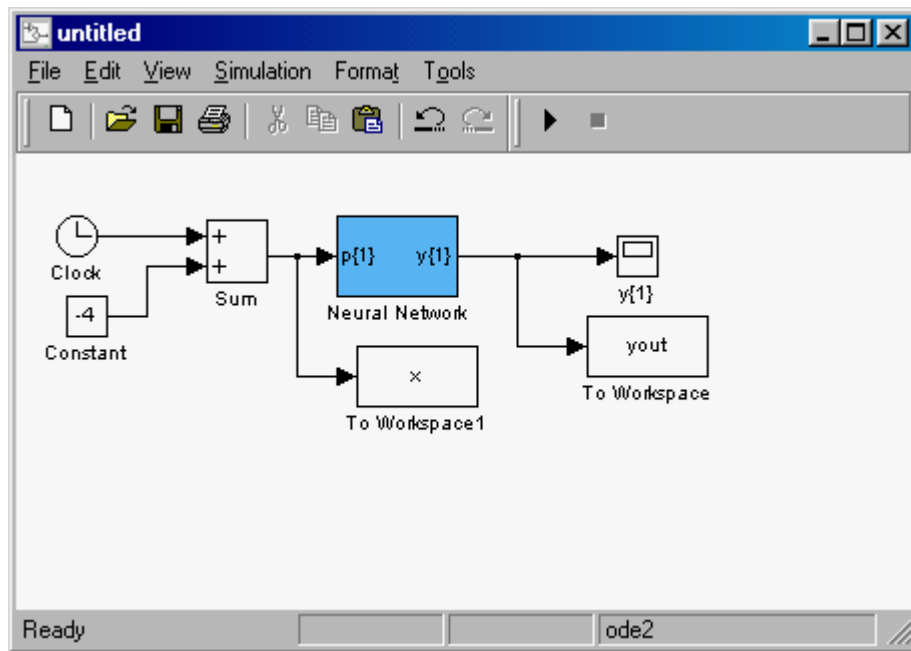 untitled
File Edit View Simulation Format Tools
Clock
+
+
Sum
-4
Constant
p{1} y{1}
Neural Network
y{1}
x
To Workspace1
yout
To Workspace
Ready ode2